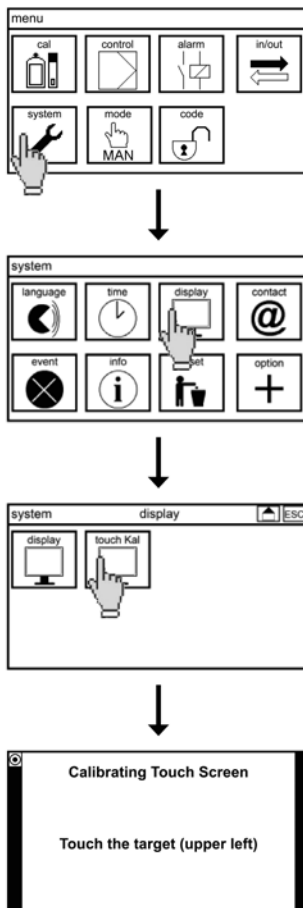 menu
cal control alarm in/out
system mode code
MAN
system
language time display contact
@
event info set option
i
system display ESC
display touch Kal
Calibrating Touch Screen
Touch the target (upper left)